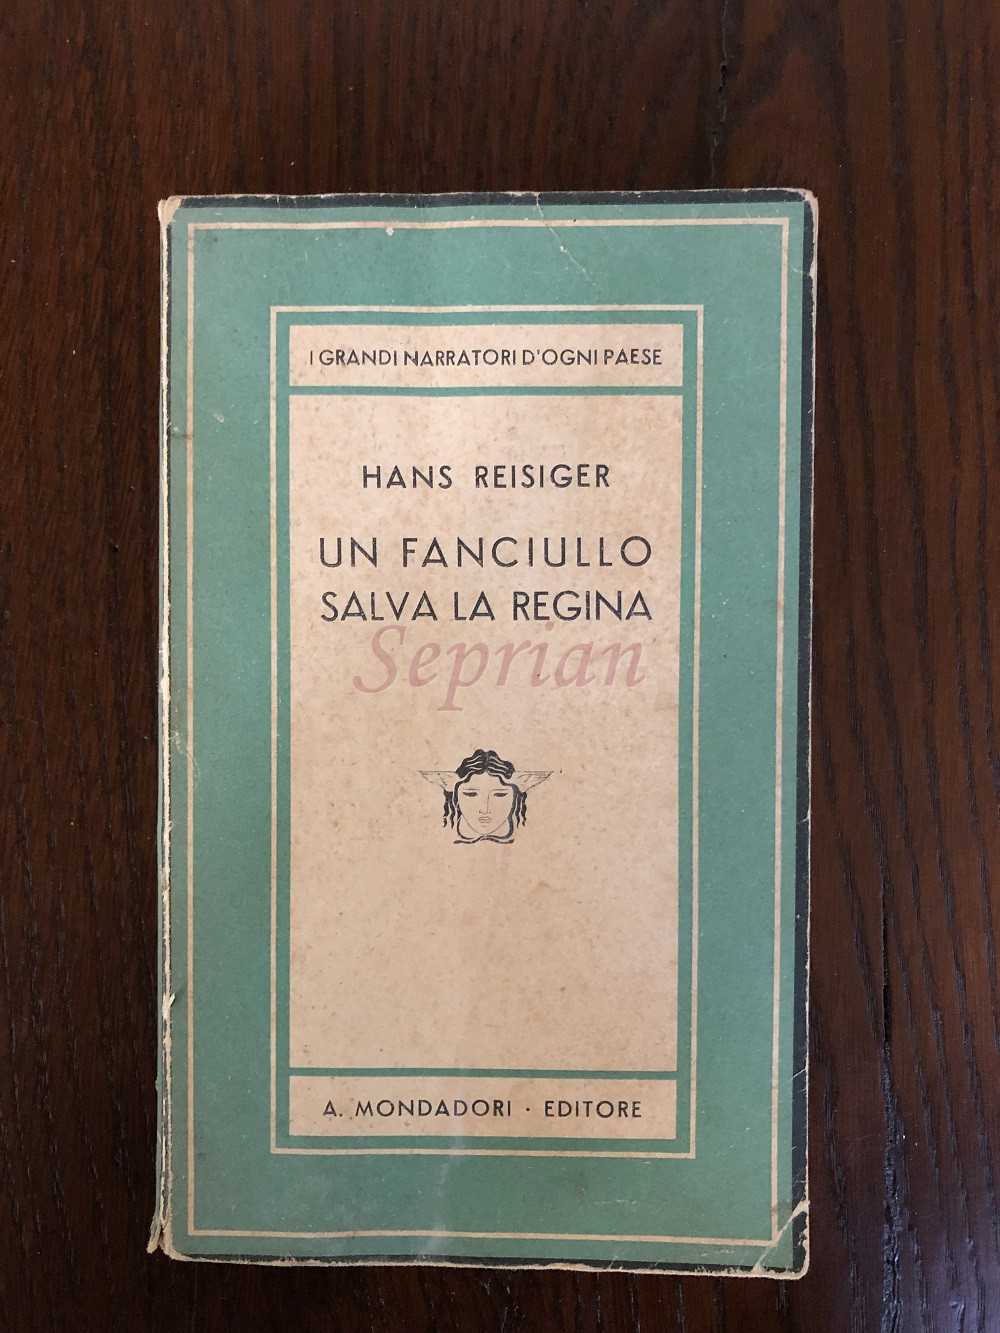 I GRANDI NARRATORI D'OGNI PAESE
HANS REISIGER
UN FANCIULLO
SALVA LA REGINA
Seprian
A. MONDADORI · EDITORE